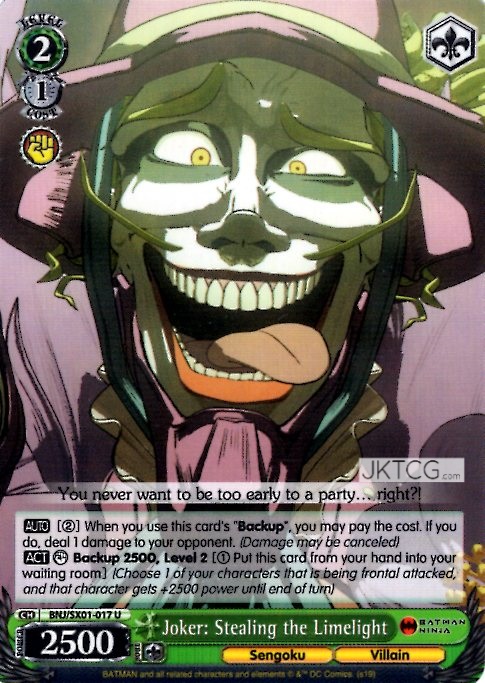 LEVEL
2
1
COST
JKTCG.com
You never want to be too early to a party... right?!
AUTO [②] When you use this card's "Backup", you may pay the cost. If you
do, deal 1 damage to your opponent. (Damage may be canceled)
ACT Backup 2500, Level 2 [① Put this card from your hand into your
waiting room] (Choose 1 of your characters that is being frontal attacked,
and that character gets +2500 power until end of turn)
CH BNJ/SX01-017 U
POWER 2500 SOUL
Joker: Stealing the Limelight
BATMAN
NINJA
Sengoku Villain
BATMAN and all related characters and elements © & ™ DC Comics. (s19)